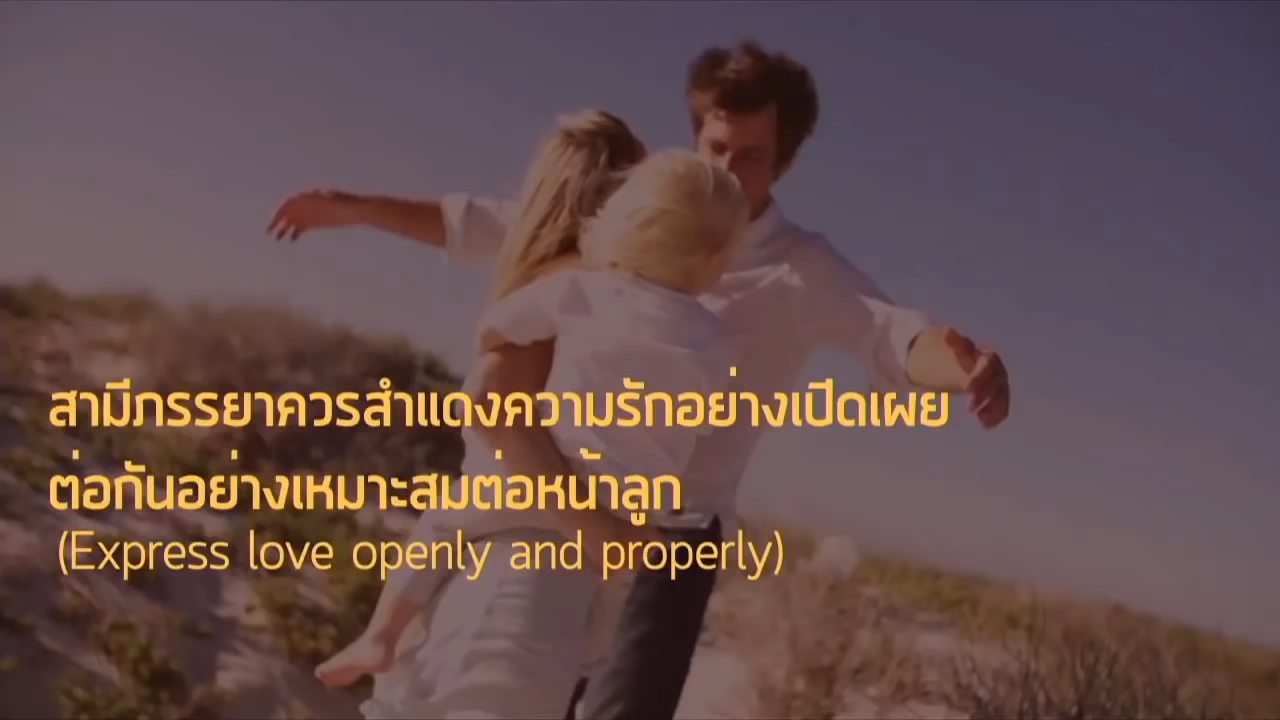 สามีภรรยาควรสำแดงความรักอย่างเปิดเผย
ต่อกันอย่างเหมาะสมต่อหน้าลูก
(Express love openly and properly)